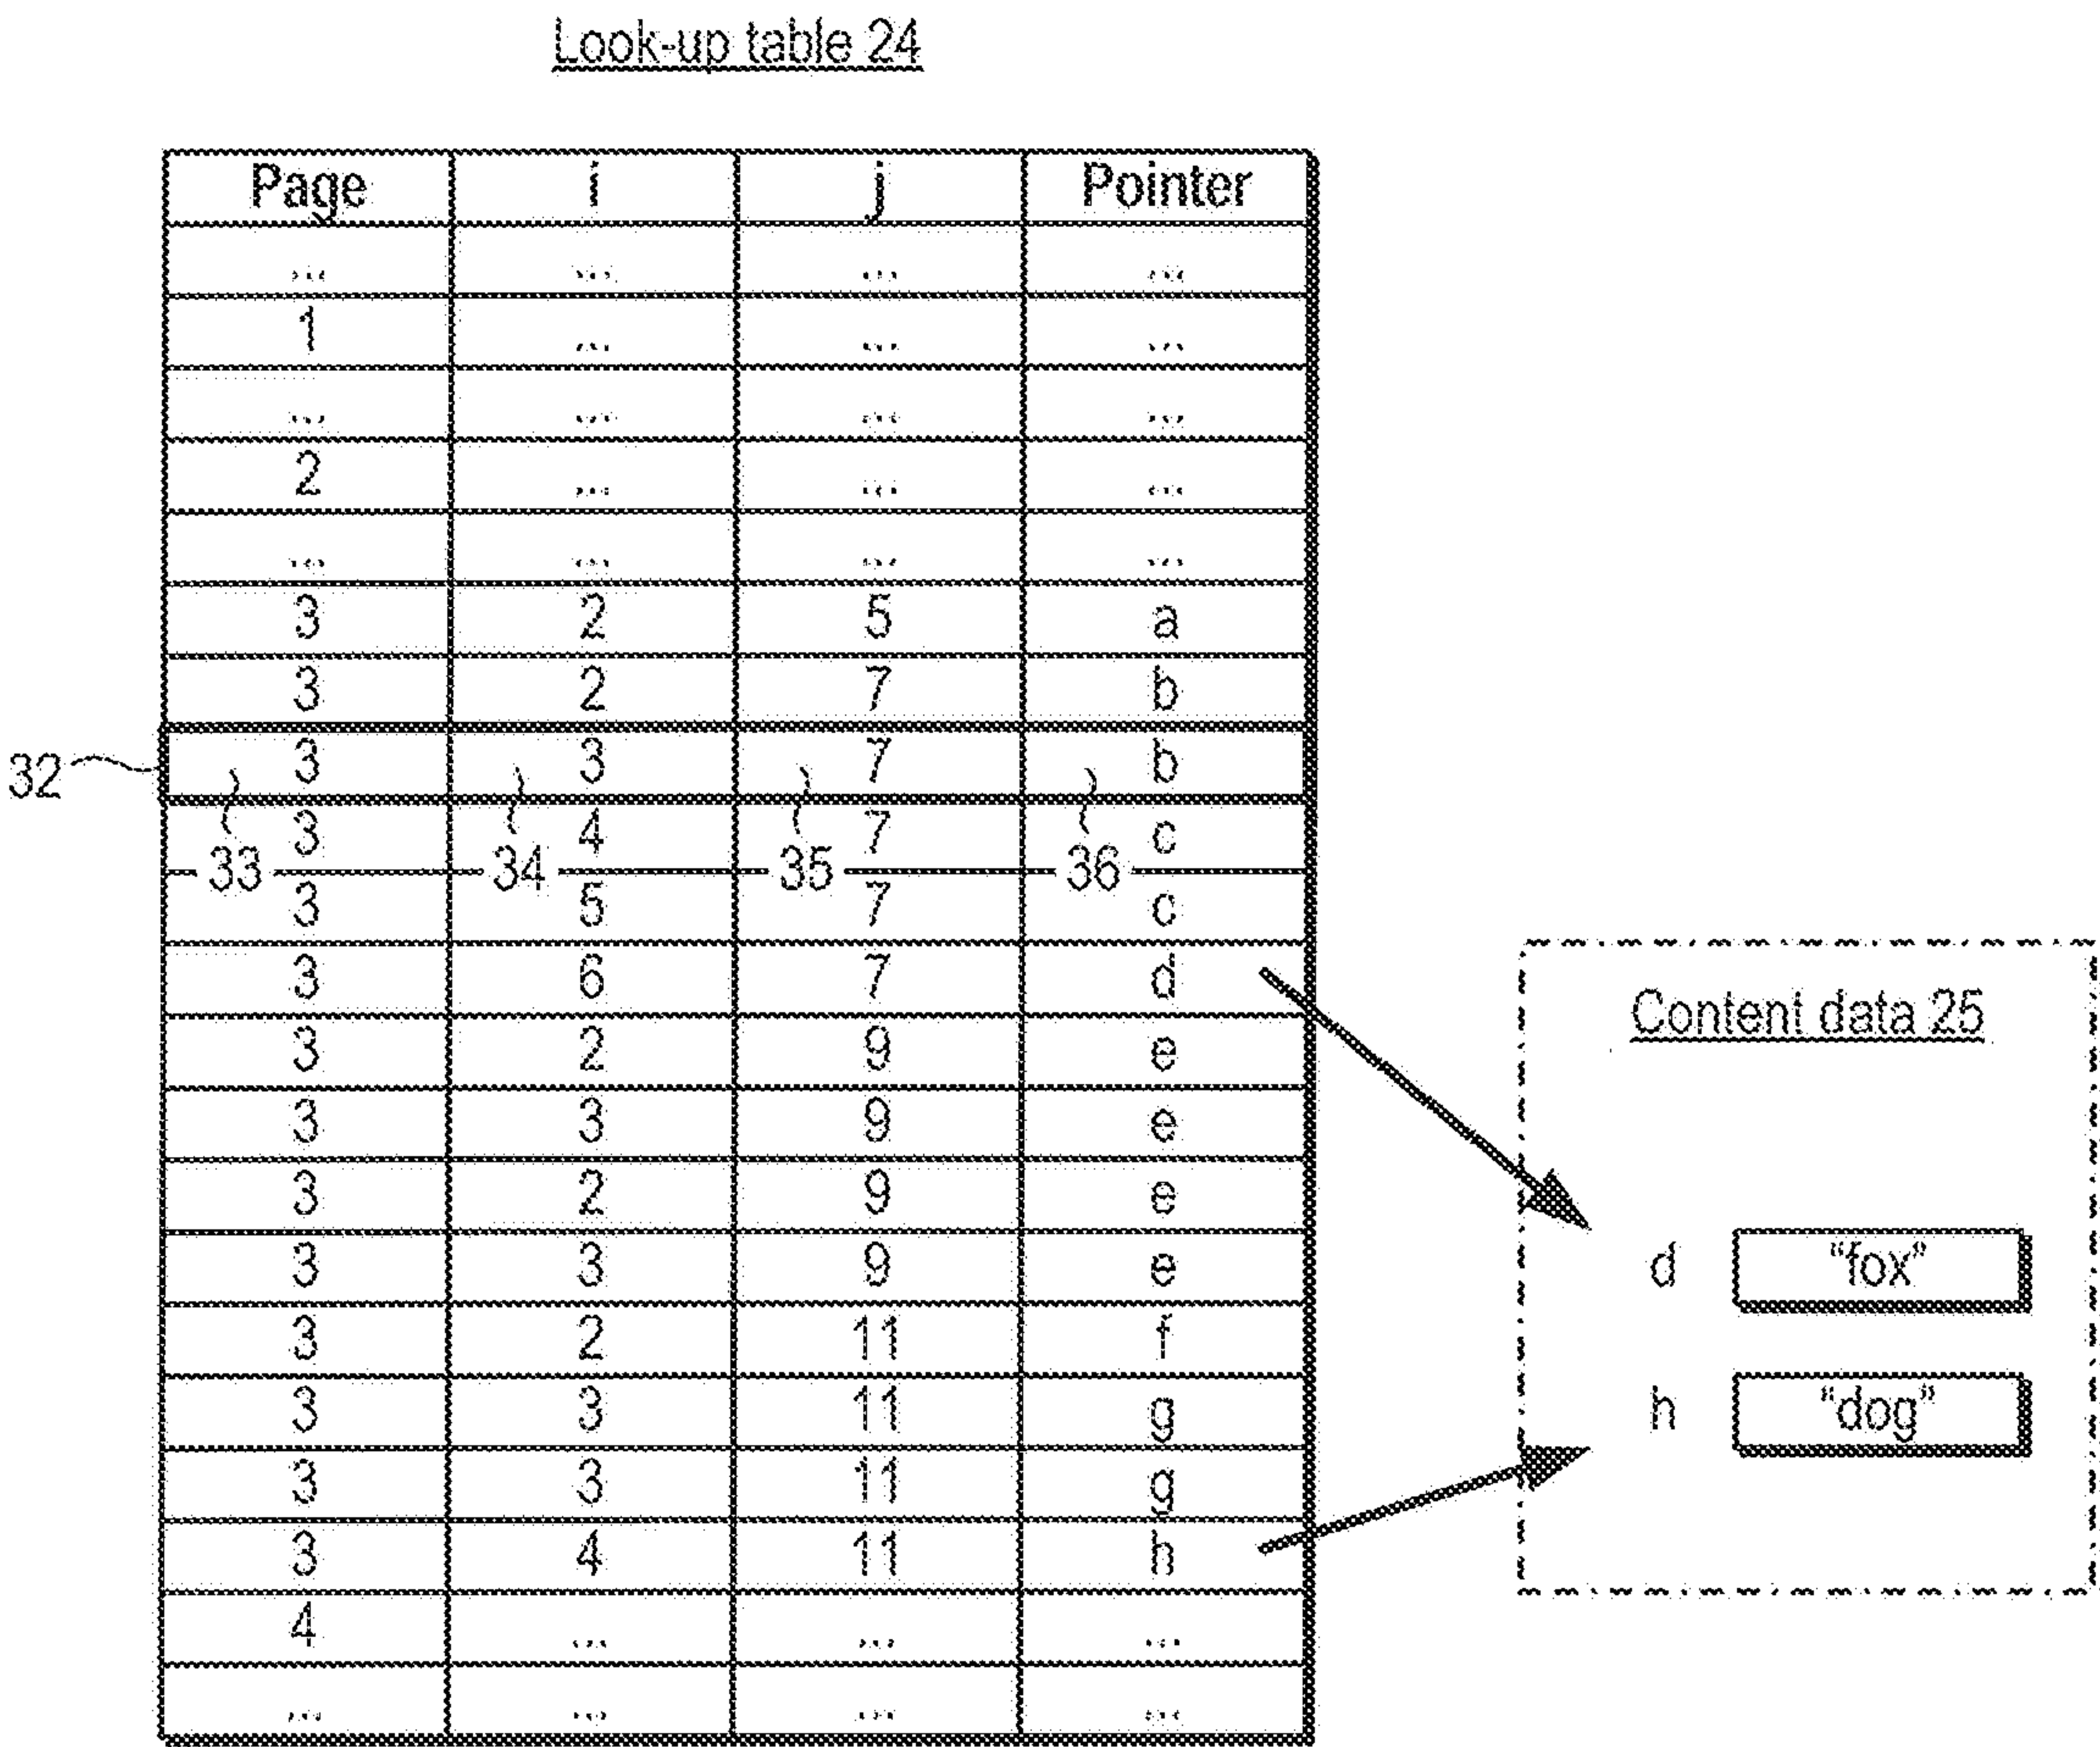 Look-up table 24
Page i j Pointer
... ... ... ...
1 ... ... ...
... ... ... ...
2 ... ... ...
... ... ... ...
3 2 5 a
3 2 7 b
32 3 3 7 b
3 4 7 c
33 34 35 36
3 5 7 c
3 6 7 d
Content data 25
3 2 9 e
3 3 9 e
3 2 9 e
3 3 9 e
d "fox"
3 2 11 f
3 3 11 g
h "dog"
3 3 11 g
3 4 11 h
4 ... ... ...
... ... ... ...